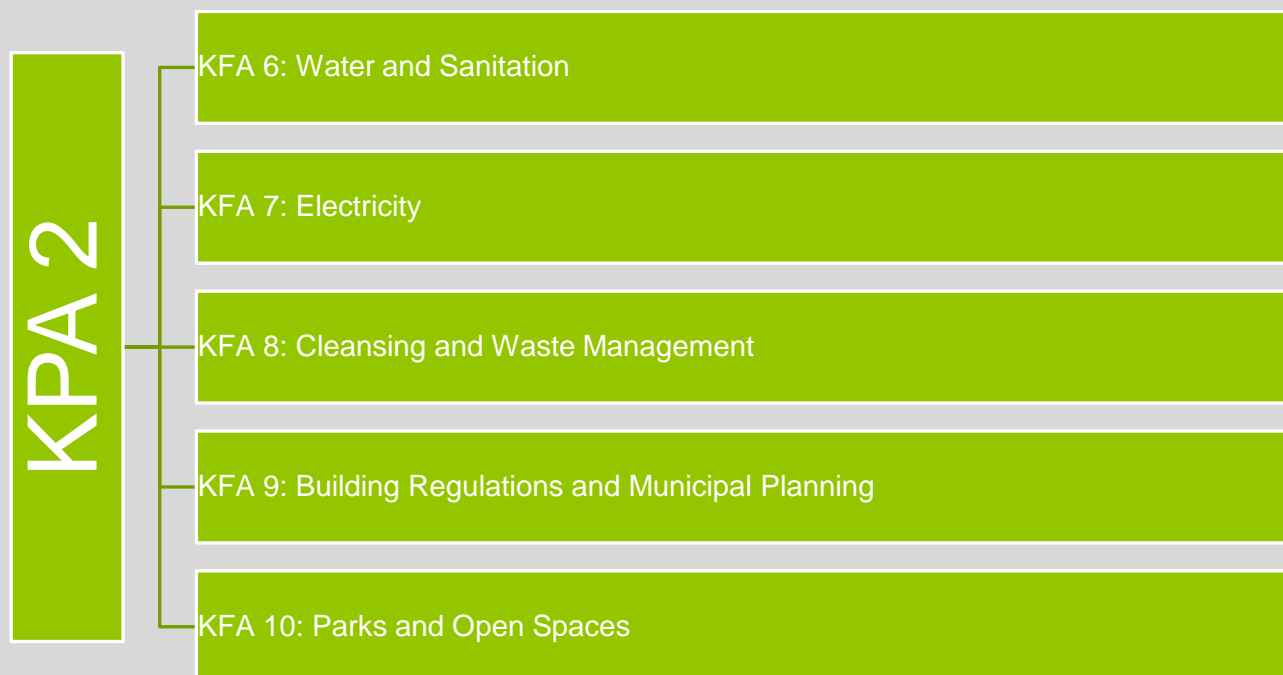 KPA 2
KFA 6: Water and Sanitation
KFA 7: Electricity
KFA 8: Cleansing and Waste Management
KFA 9: Building Regulations and Municipal Planning
KFA 10: Parks and Open Spaces